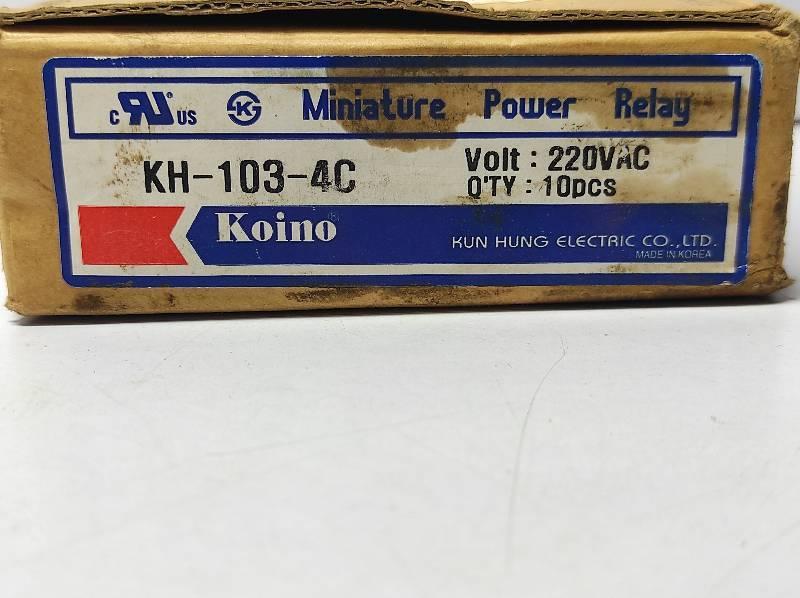 c RU® US K Miniature Power Relay
KH-103-4C
Volt : 220VAC
Q'TY : 10pcs
Koino®
KUN HUNG ELECTRIC CO.,LTD.
MADE IN KOREA